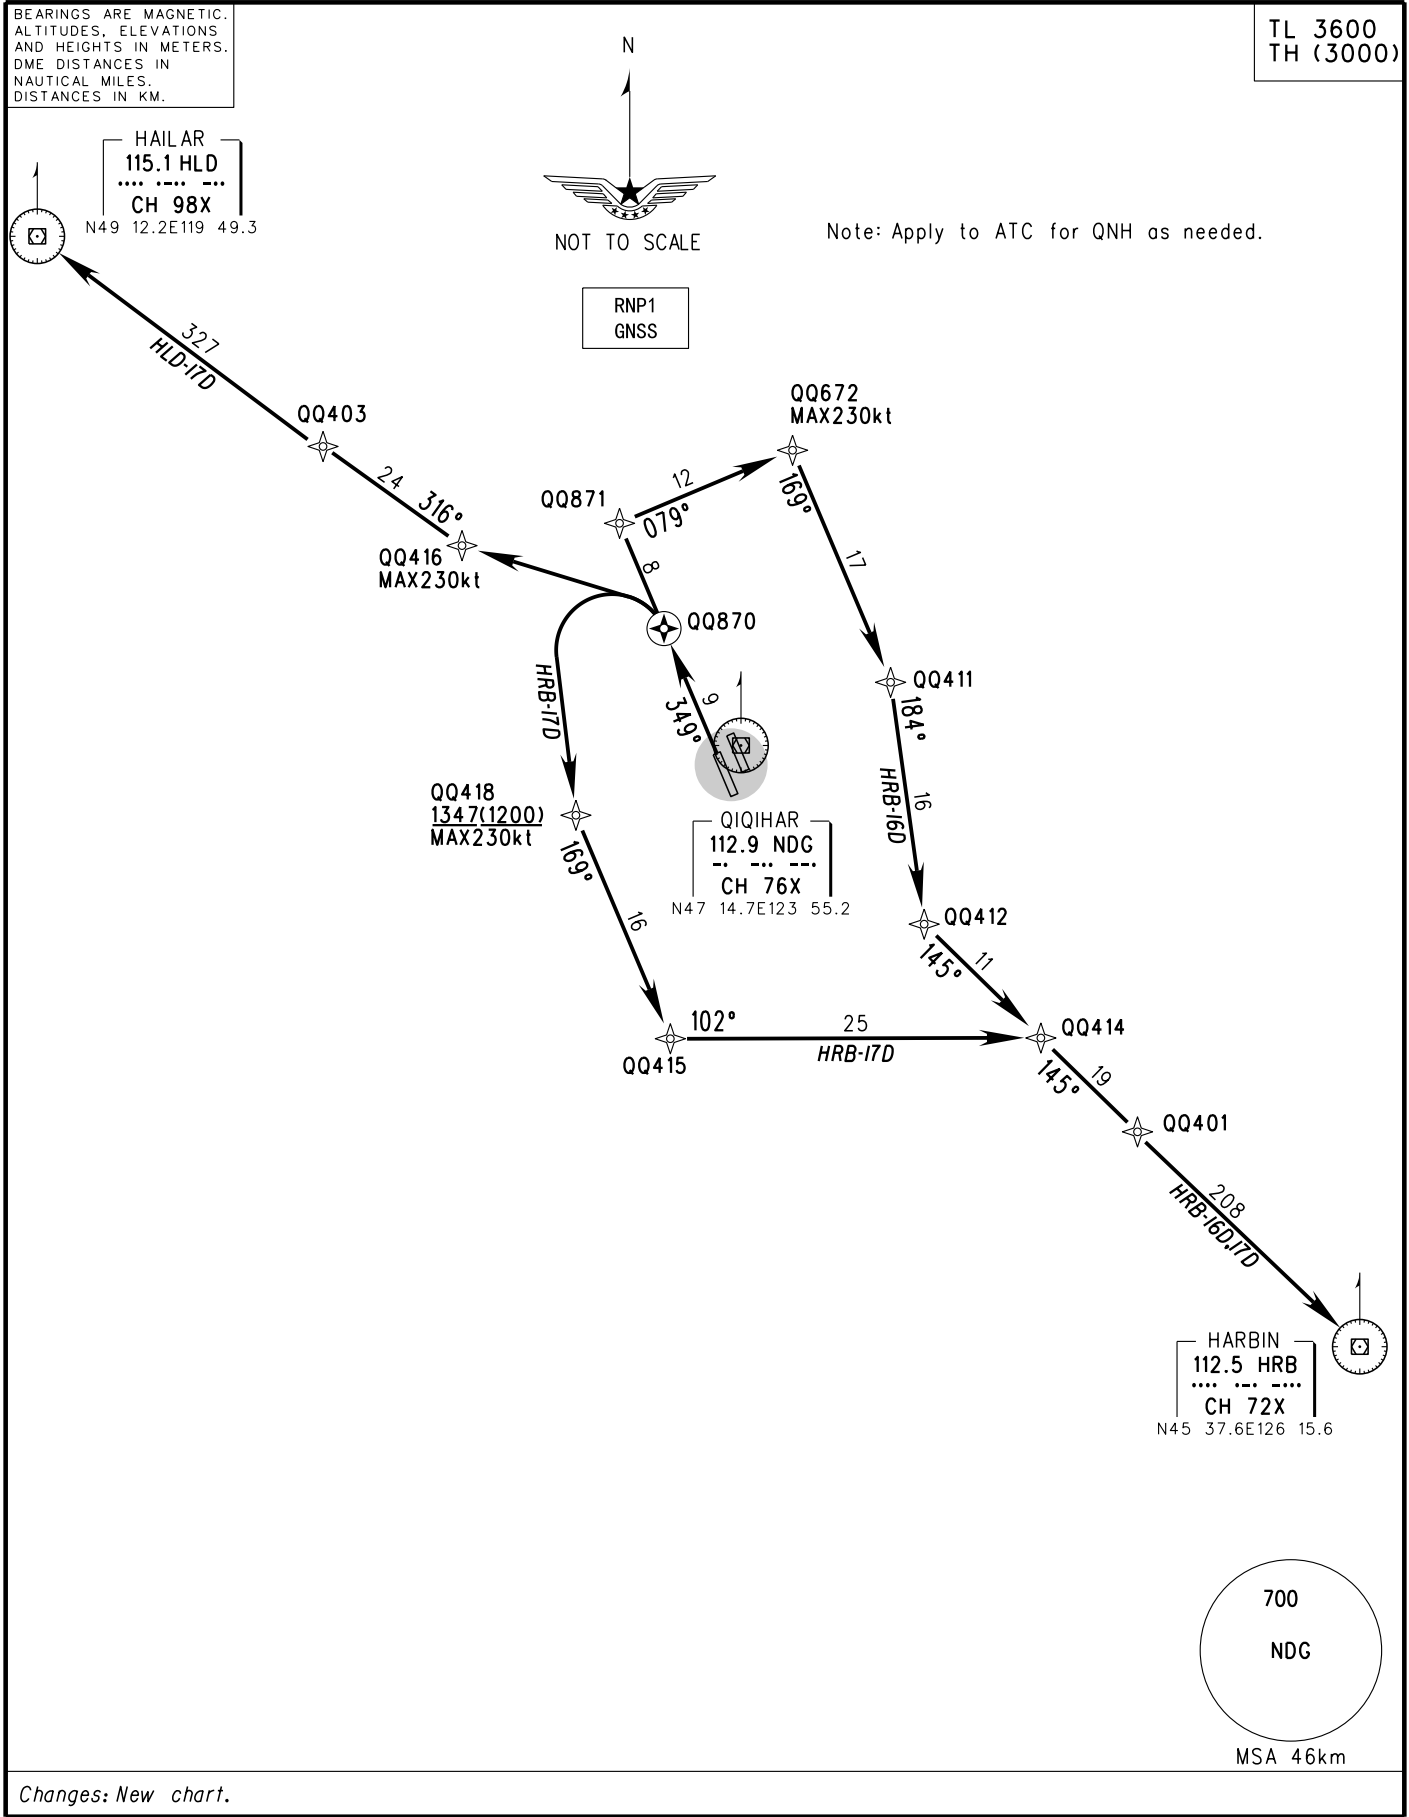 BEARINGS ARE MAGNETIC.
ALTITUDES, ELEVATIONS
AND HEIGHTS IN METERS.
DME DISTANCES IN
NAUTICAL MILES.
DISTANCES IN KM.
TL 3600
TH (3000)
N
HAILAR
115.1 HLD
CH 98X
N49 12.2E119 49.3
NOT TO SCALE
Note: Apply to ATC for QNH as needed.
RNP1
GNSS
327
HLD-17D
QQ403
24
316°
QQ416
MAX230kt
QQ871
12
079°
8
QQ672
MAX230kt
169°
17
QQ870
QQ411
184°
HRB-17D
9
349°
16
HRB-16D
QQ418
1347(1200)
MAX230kt
169°
16
QIQIHAR
112.9 NDG
CH 76X
N47 14.7E123 55.2
QQ412
145°
11
102°
25
HRB-17D
QQ415
QQ414
145°
19
QQ401
208
HRB-16D,17D
HARBIN
112.5 HRB
CH 72X
N45 37.6E126 15.6
700
NDG
MSA 46km
Changes: New chart.